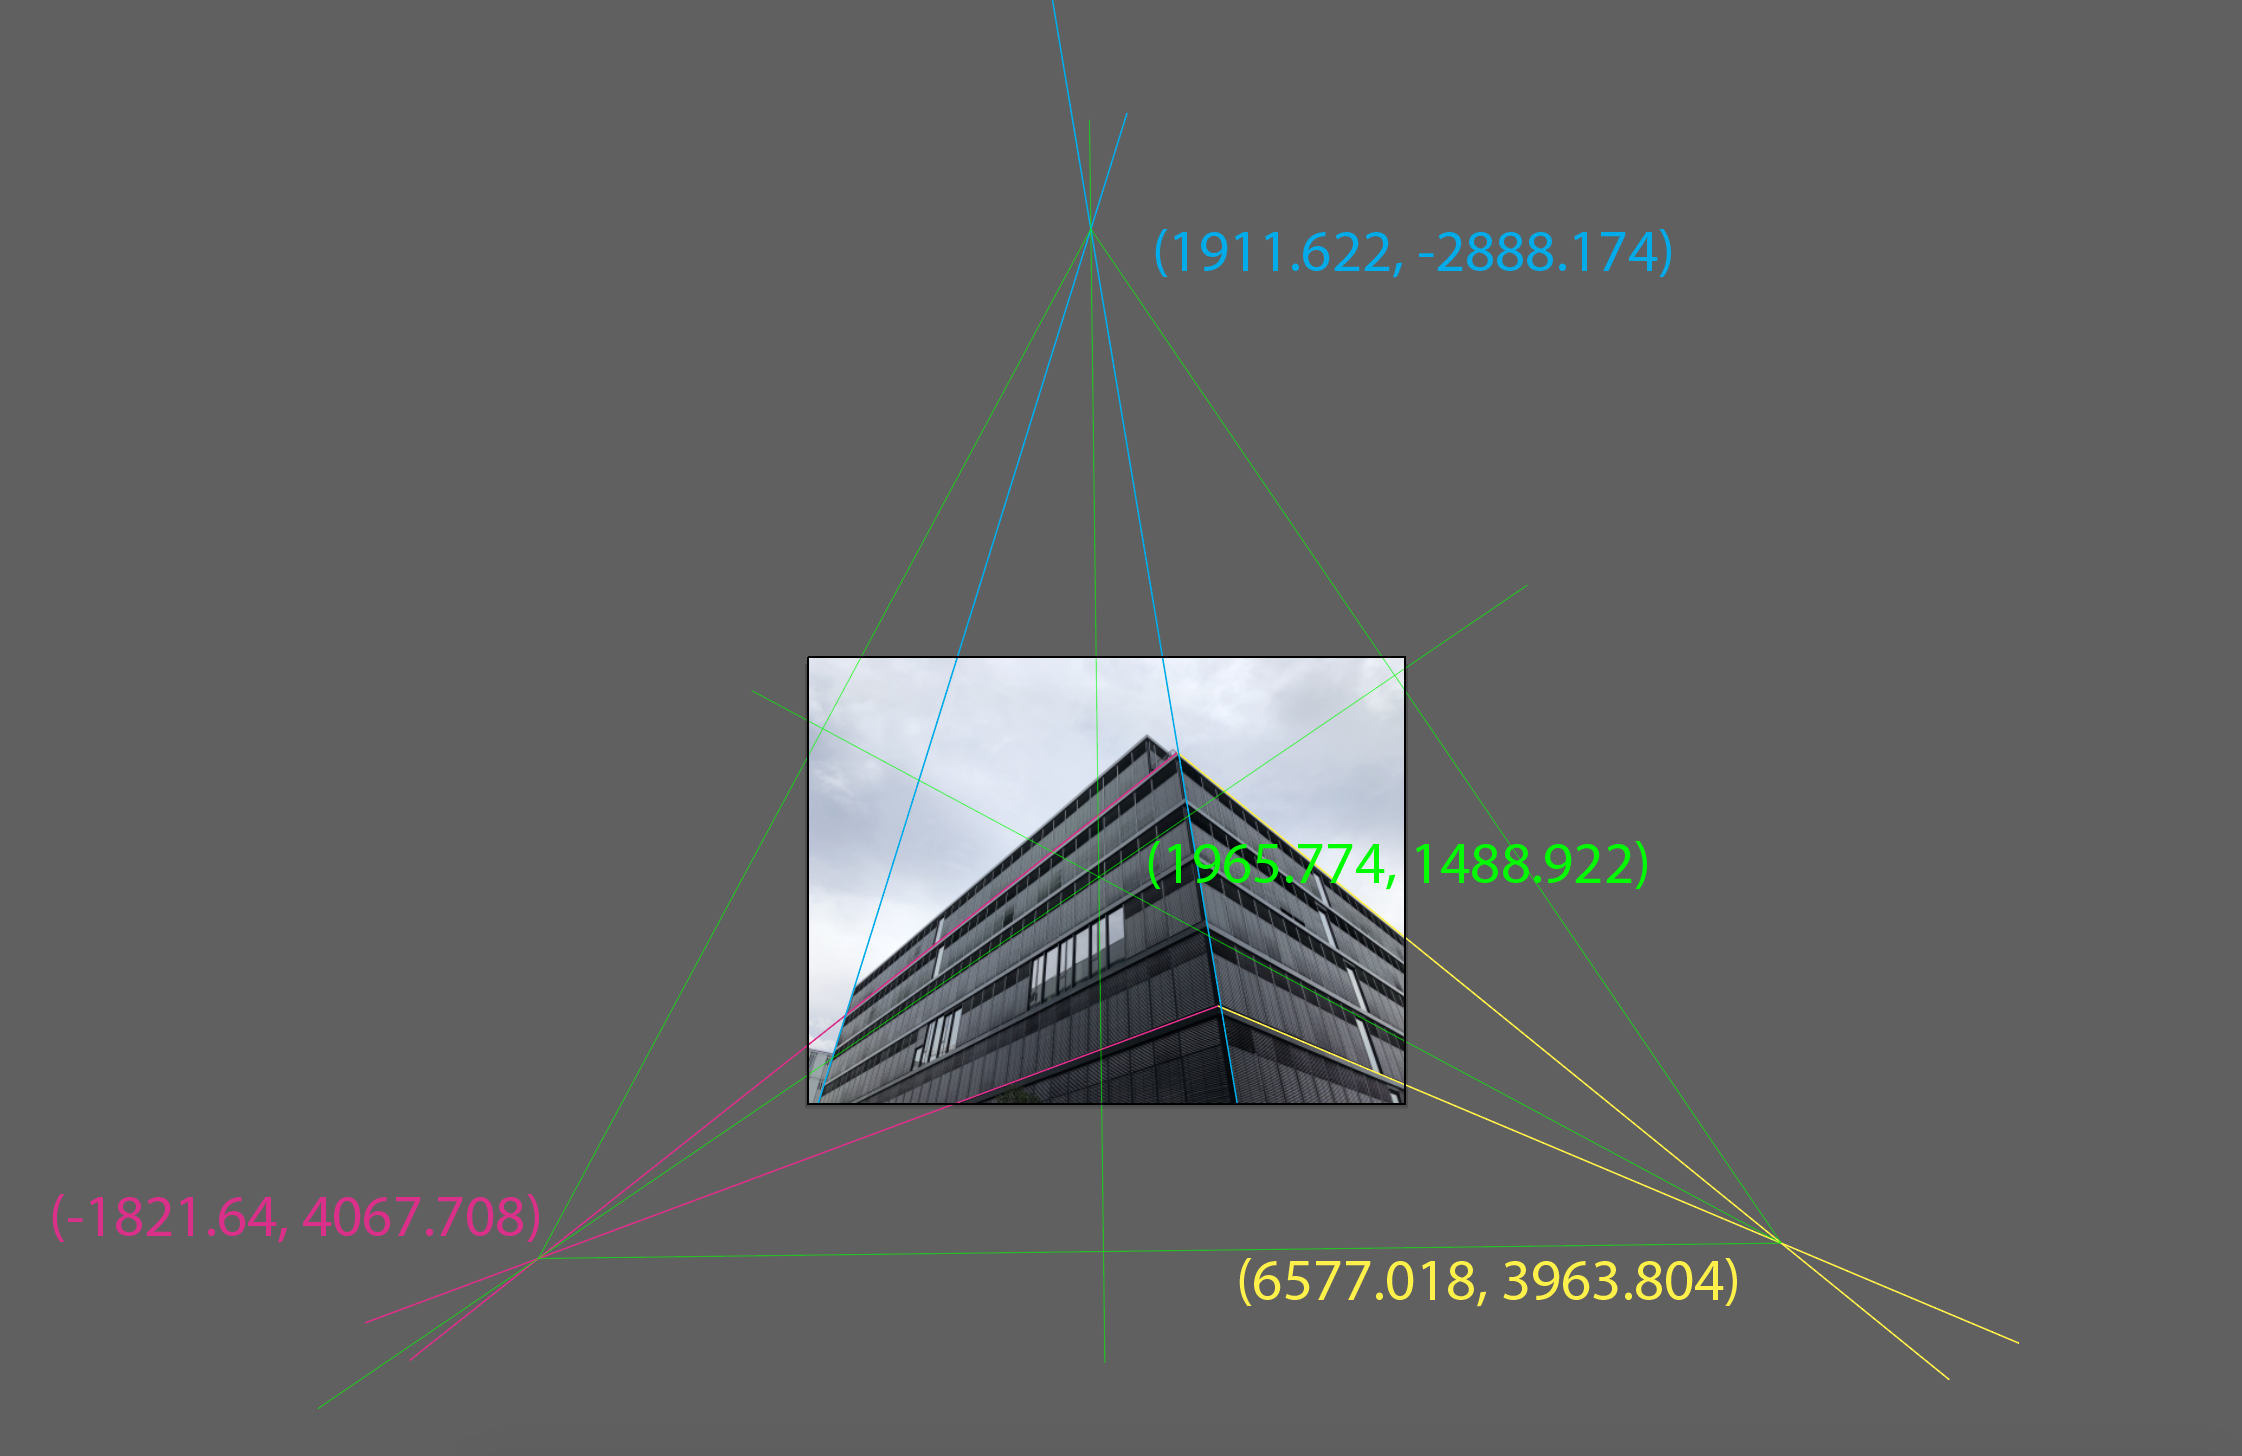 (1911.622, -2888.174)
(1965.774, 1488.922)
(-1821.64, 4067.708)
(6577.018, 3963.804)